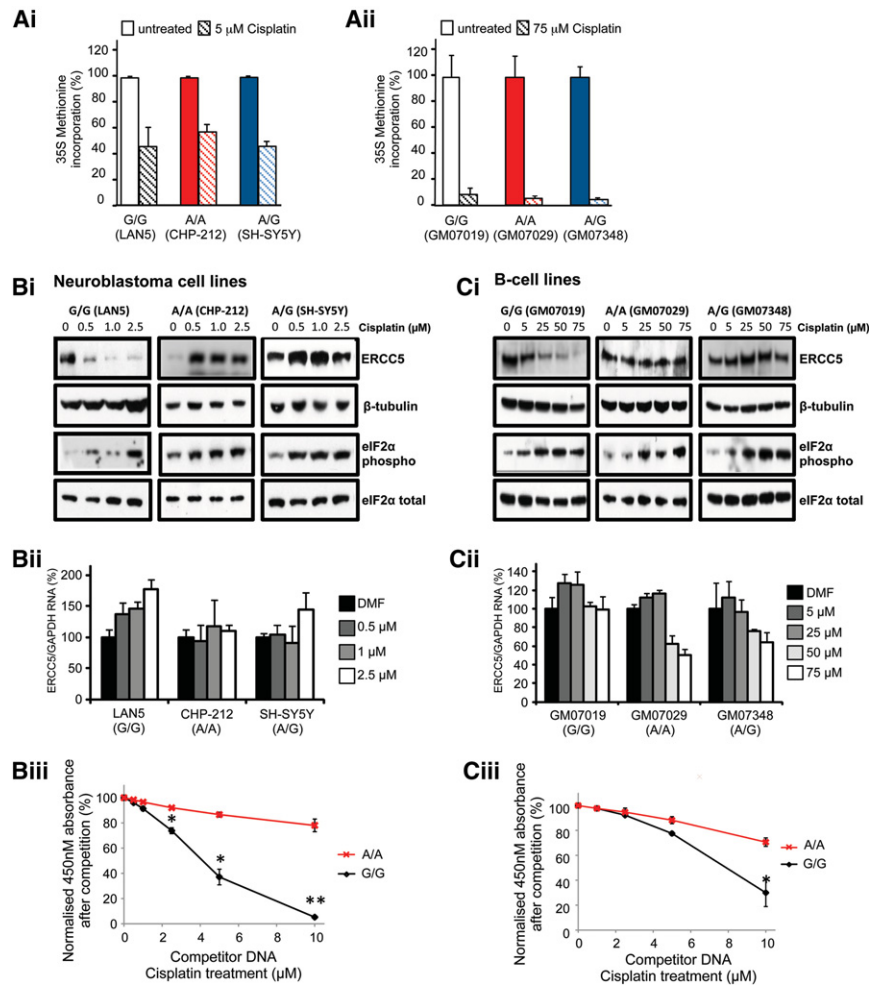 Ai
untreated 5 μM Cisplatin
35S Methionine
incorporation (%)
120
100
80
60
40
20
0
G/G
(LAN5)
A/A
(CHP-212)
A/G
(SH-SY5Y)
Aii
untreated 75 μM Cisplatin
35S Methionine
incorporation (%)
120
100
80
60
40
20
0
G/G
(GM07019)
A/A
(GM07029)
A/G
(GM07348)
Bi Neuroblastoma cell lines
G/G (LAN5) A/A (CHP-212) A/G (SH-SY5Y)
0 0.5 1.0 2.5 0 0.5 1.0 2.5 0 0.5 1.0 2.5 Cisplatin (μM)
ERCC5
β-tubulin
eIF2α
phospho
eIF2α total
Ci B-cell lines
G/G (GM07019) A/A (GM07029) A/G (GM07348)
0 5 25 50 75 0 5 25 50 75 0 5 25 50 75 Cisplatin (μM)
ERCC5
β-tubulin
eIF2α
phospho
eIF2α total
Bii
ERCC5/GAPDH RNA (%)
200
150
100
50
0
LAN5
(G/G)
CHP-212
(A/A)
SH-SY5Y
(A/G)
DMF
0.5 μM
1 μM
2.5 μM
Cii
ERCC5/GAPDH RNA (%)
140
120
100
80
60
40
20
0
GM07019
(G/G)
GM07029
(A/A)
GM07348
(A/G)
DMF
5 μM
25 μM
50 μM
75 μM
Biii
Normalised 450nM absorbance
after competition (%)
100
80
60
40
20
0
0 2 4 6 8 10
*
*
**
A/A
G/G
Competitor DNA
Cisplatin treatment (μM)
Ciii
Normalised 450nM absorbance
after competition (%)
100
80
60
40
20
0
0 2 4 6 8 10
*
A/A
G/G
Competitor DNA
Cisplatin treatment (μM)